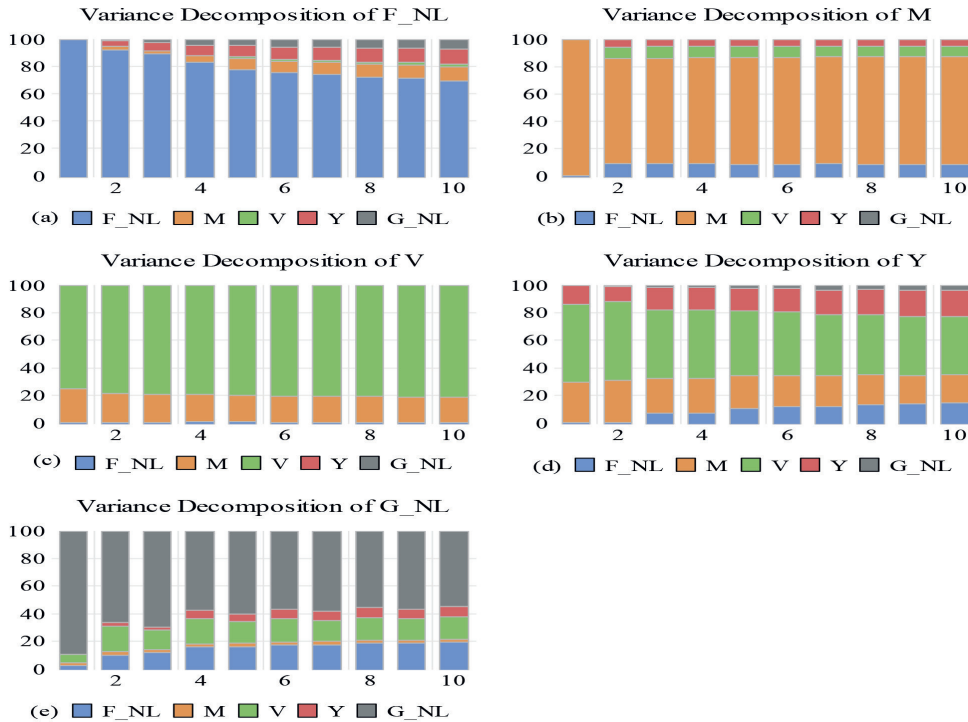 Variance Decomposition of F_NL
100
80
60
40
20
0
2 4 6 8 10
(a) F_NL M V Y G_NL
Variance Decomposition of M
100
80
60
40
20
0
2 4 6 8 10
(b) F_NL M V Y G_NL
Variance Decomposition of V
100
80
60
40
20
0
2 4 6 8 10
(c) F_NL M V Y G_NL
Variance Decomposition of Y
100
80
60
40
20
0
2 4 6 8 10
(d) F_NL M V Y G_NL
Variance Decomposition of G_NL
100
80
60
40
20
0
2 4 6 8 10
(e) F_NL M V Y G_NL